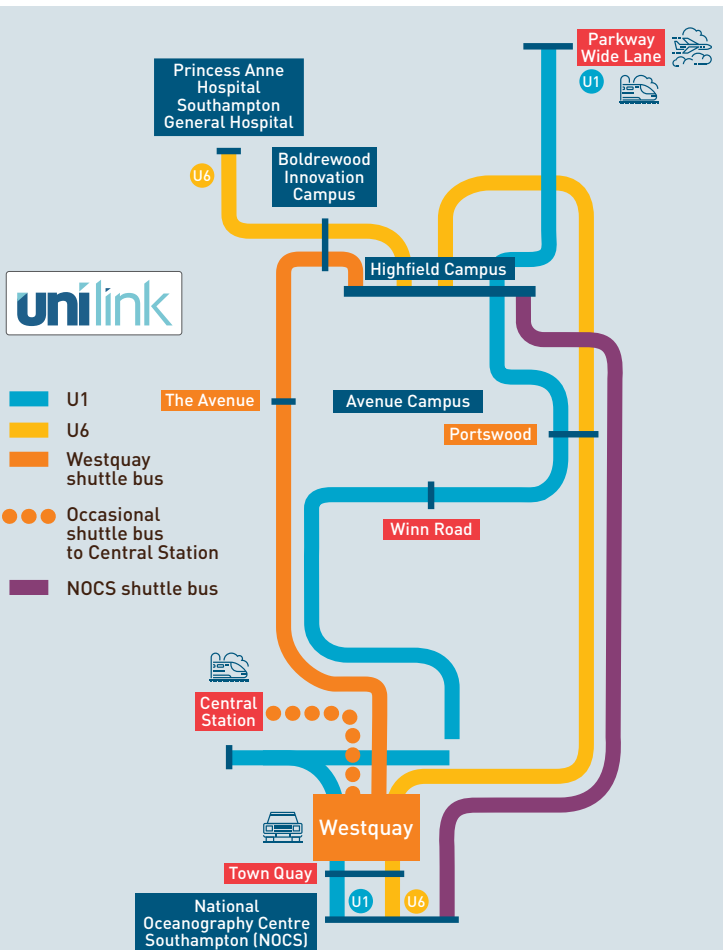 Parkway
Wide Lane
U1
Princess Anne
Hospital
Southampton
General Hospital
U6
Boldrewood
Innovation
Campus
Highfield Campus
unilink
U1
U6
Westquay
shuttle bus
Occasional
shuttle bus
to Central Station
NOCS shuttle bus
The Avenue
Avenue Campus
Portswood
Winn Road
Central
Station
Westquay
Town Quay
U1
U6
National
Oceanography Centre
Southampton (NOCS)